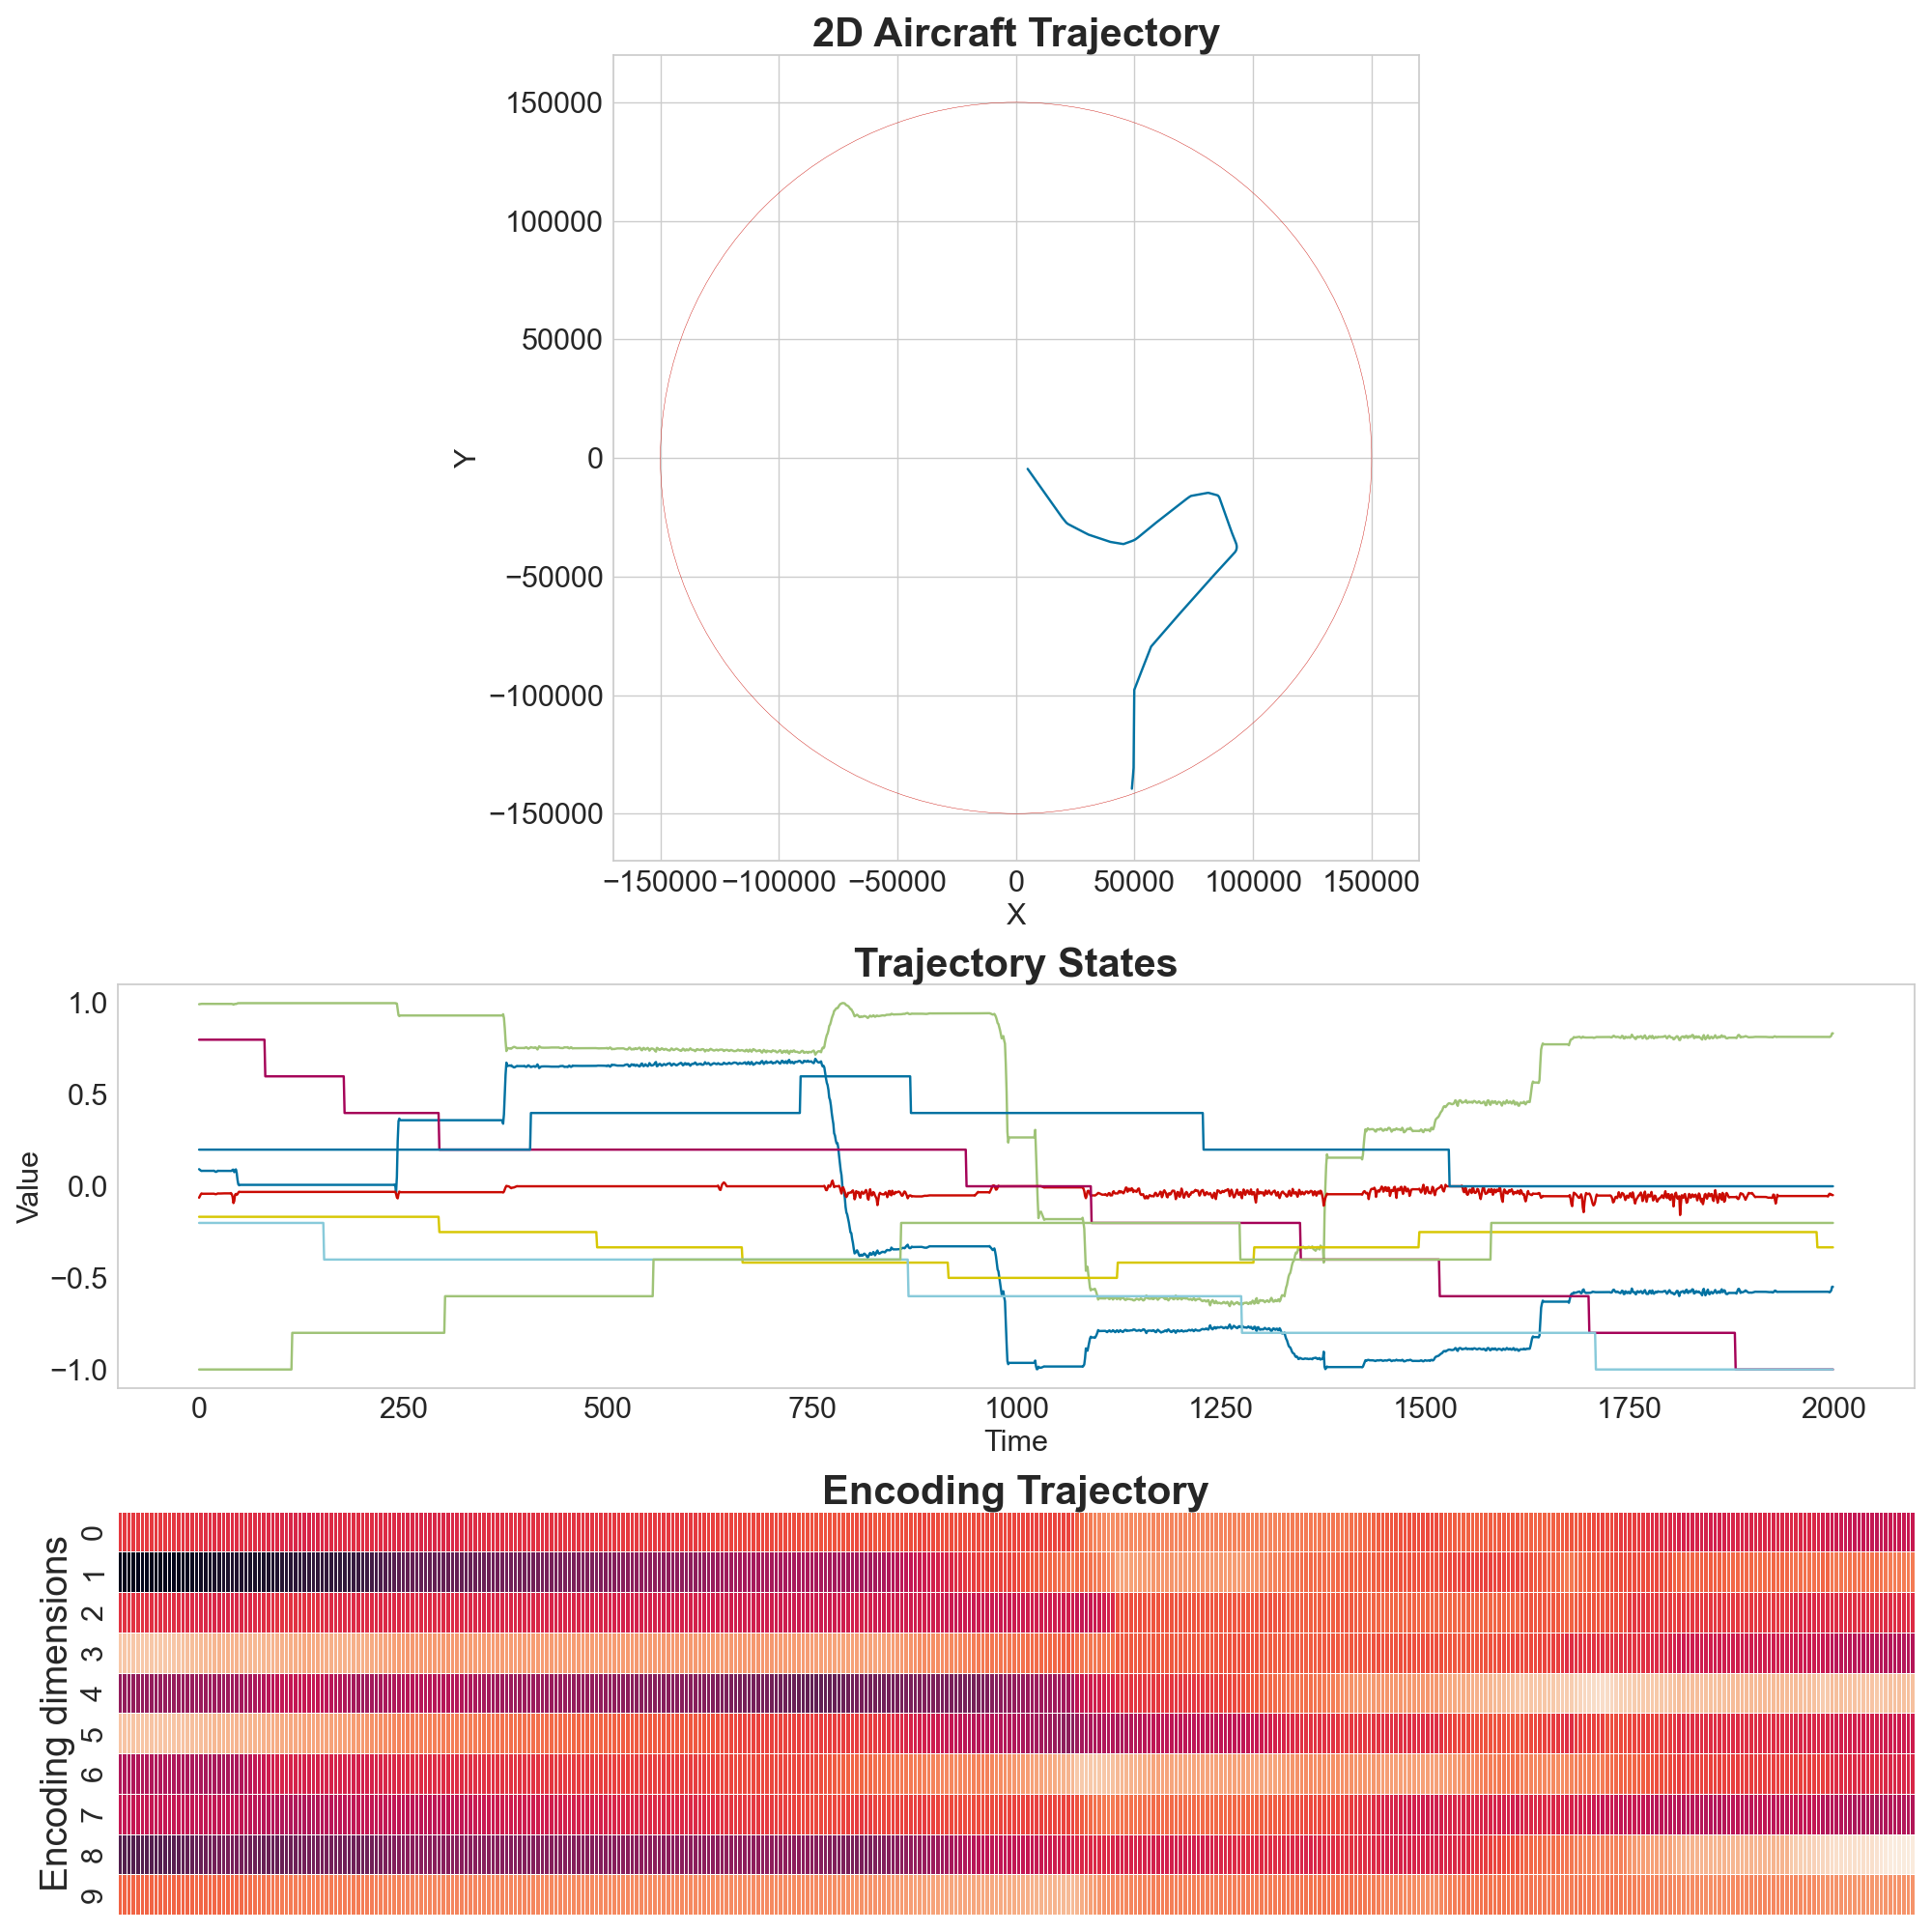 2D Aircraft Trajectory
150000
100000
50000
0
−50000
−100000
−150000
Y
−150000 −100000 −50000 0 50000 100000 150000
X
Trajectory States
1.0
0.5
0.0
−0.5
−1.0
Value
0 250 500 750 1000 1250 1500 1750 2000
Time
Encoding Trajectory
Encoding dimensions
0
1
2
3
4
5
6
7
8
9